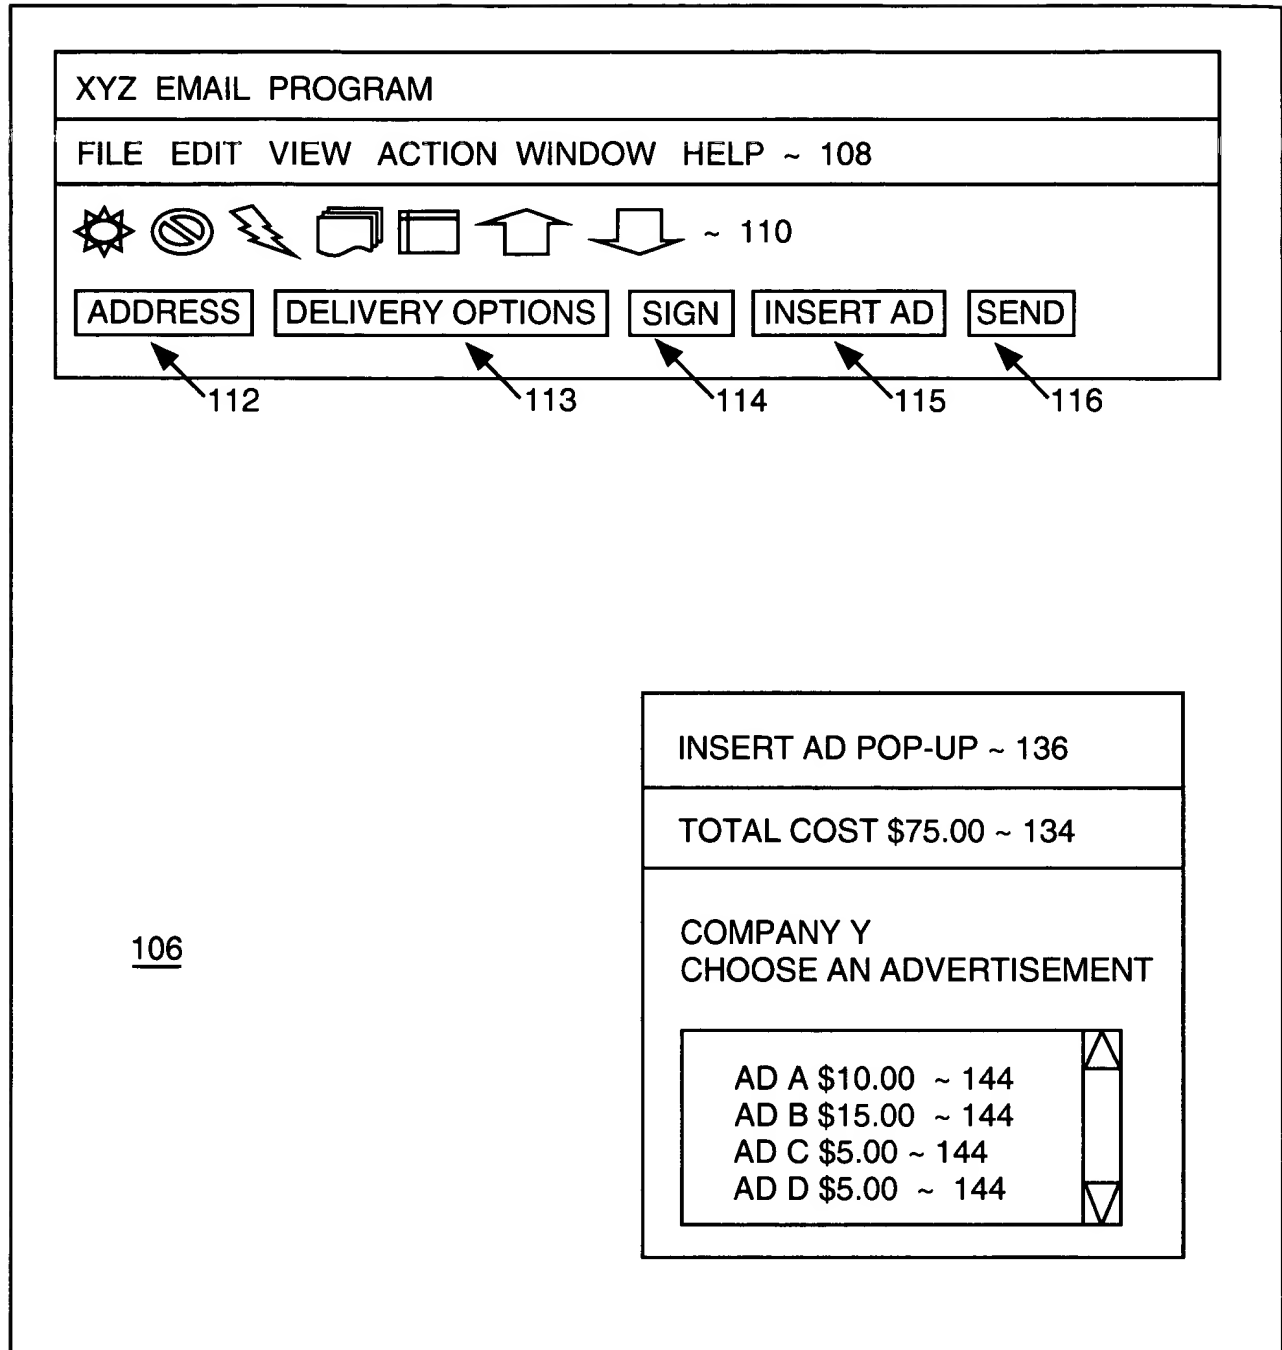 XYZ EMAIL PROGRAM
FILE EDIT VIEW ACTION WINDOW HELP ~ 108
~ 110
ADDRESS DELIVERY OPTIONS SIGN INSERT AD SEND
112 113 114 115 116
INSERT AD POP-UP ~ 136
TOTAL COST $75.00 ~ 134
COMPANY Y
106
CHOOSE AN ADVERTISEMENT
AD A $10.00 ~ 144
AD B $15.00 ~ 144
AD C $5.00 ~ 144
AD D $5.00 ~ 144